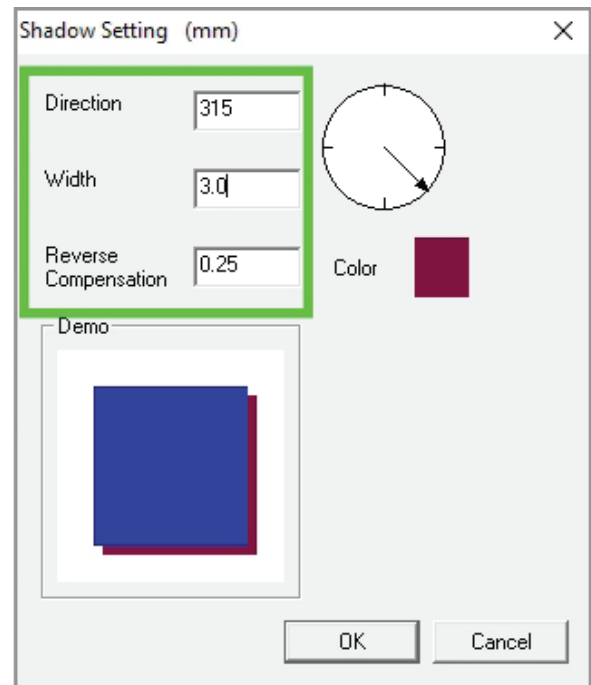 Shadow Setting (mm)
Direction 315
Width 3.0
Reverse
Compensation 0.25
Color
Demo
OK Cancel